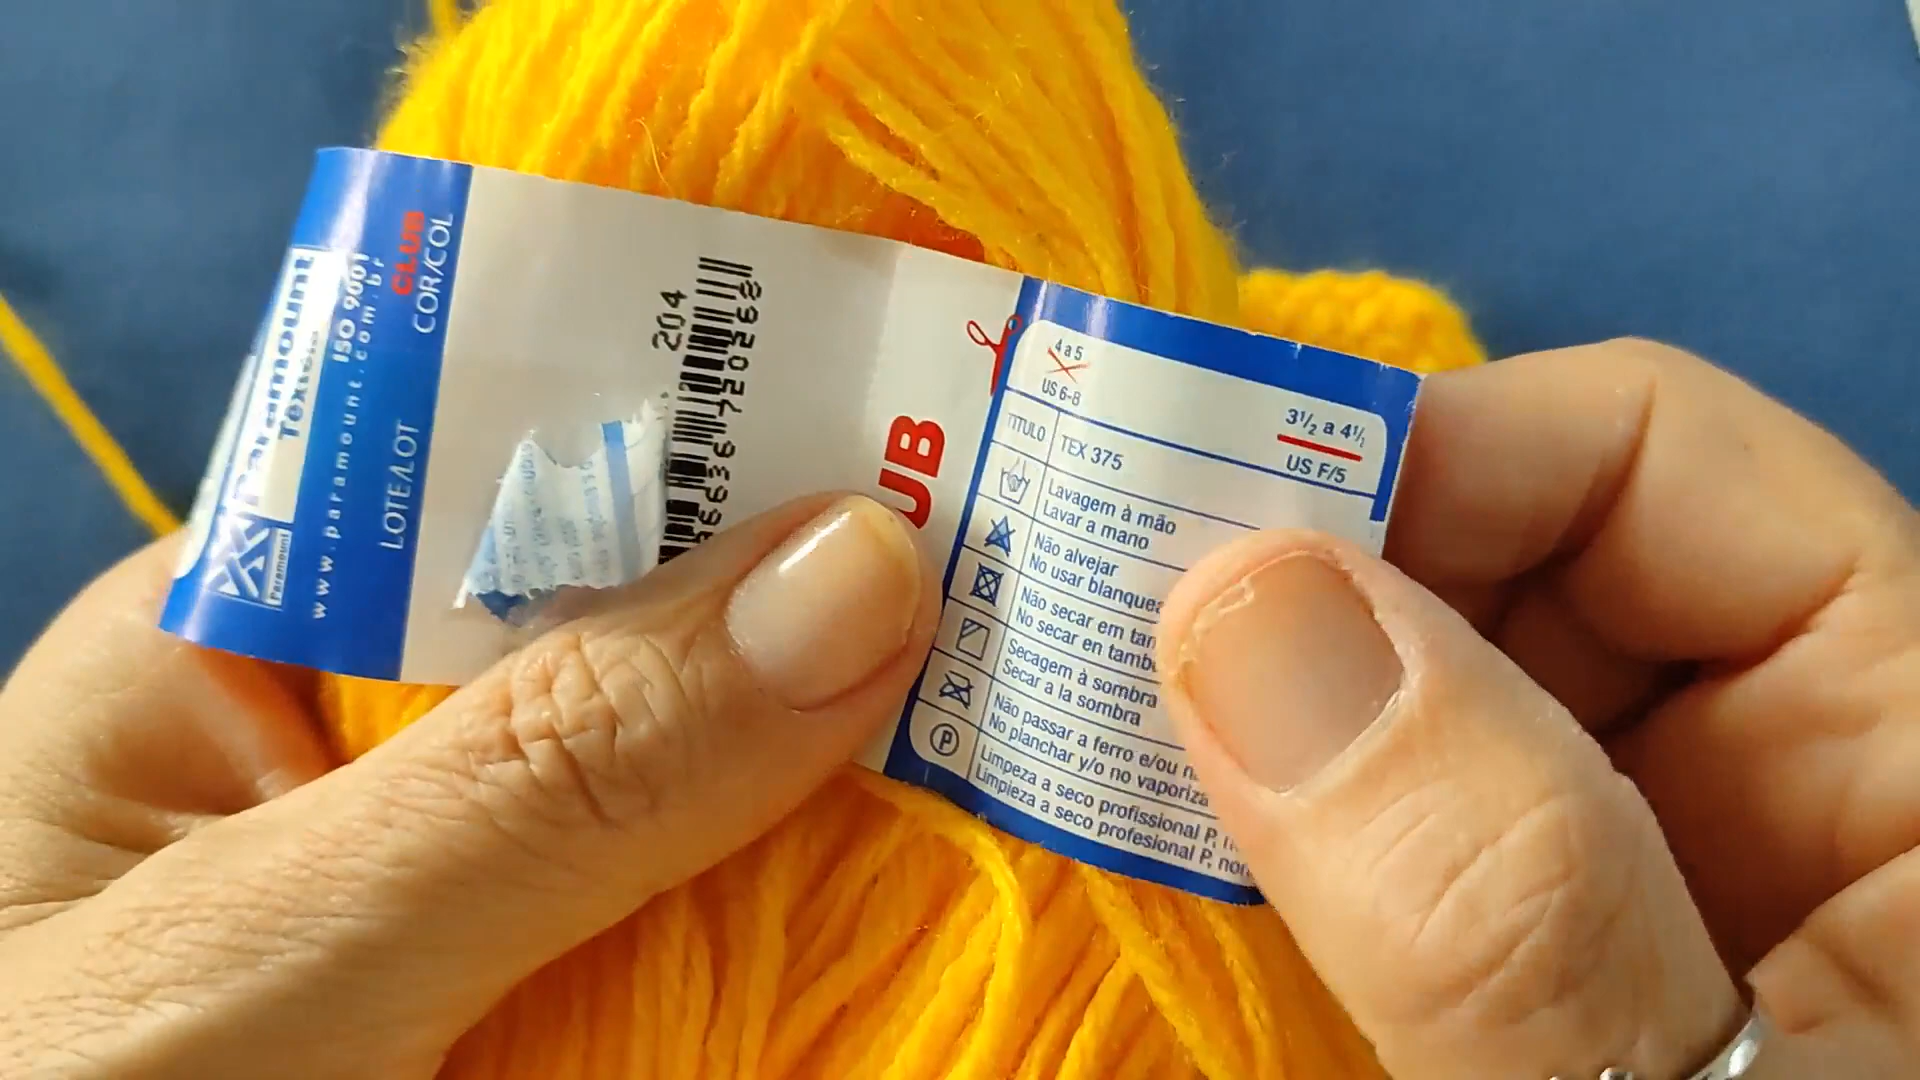 Paramount
Têxteis
ISO 9001
www.paramount.com.br
Paramount
CLUB
COR/COL
LOTE/LOT
204
UB
4 a 5
US 6-8
3½ a 4½
US F/5
TITULO
TEX 375
Lavagem à mão
Lavar a mano
Não alvejar
No usar blanquea
Não secar em tam
No secar en tamb
Secagem à sombra
Secar a la sombra
Não passar a ferro e/ou
No planchar y/o no vaporiza
P
Limpeza a seco profissional P,
Limpieza a seco profesional P, nor